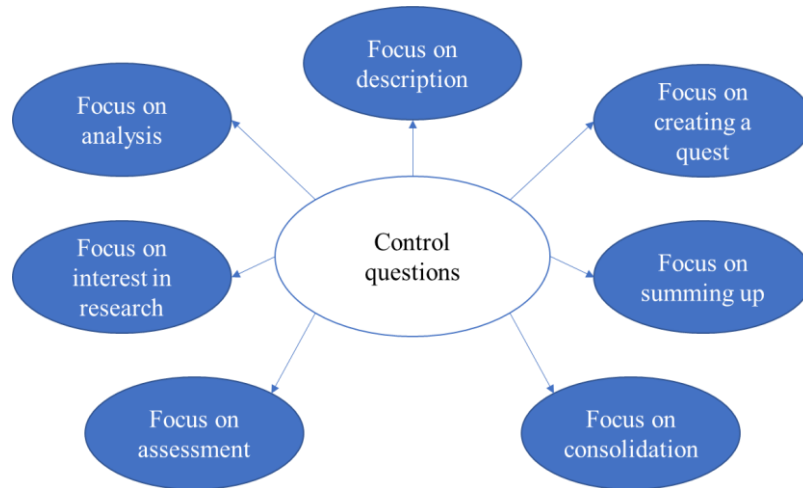 Focus on
description
Focus on
analysis
Focus on
creating a
quest
Control
questions
Focus on
interest in
research
Focus on
summing up
Focus on
assessment
Focus on
consolidation